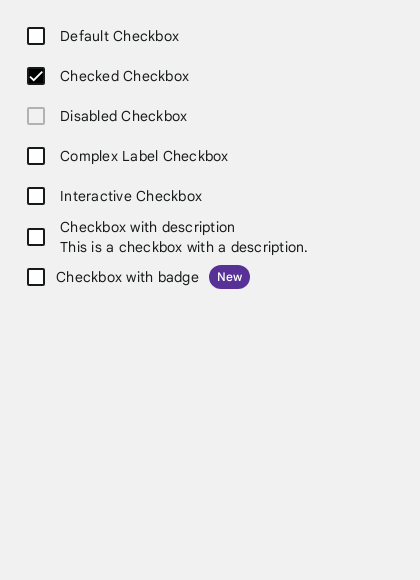 Default Checkbox
Checked Checkbox
Disabled Checkbox
Complex Label Checkbox
Interactive Checkbox
Checkbox with description
This is a checkbox with a description.
Checkbox with badge New